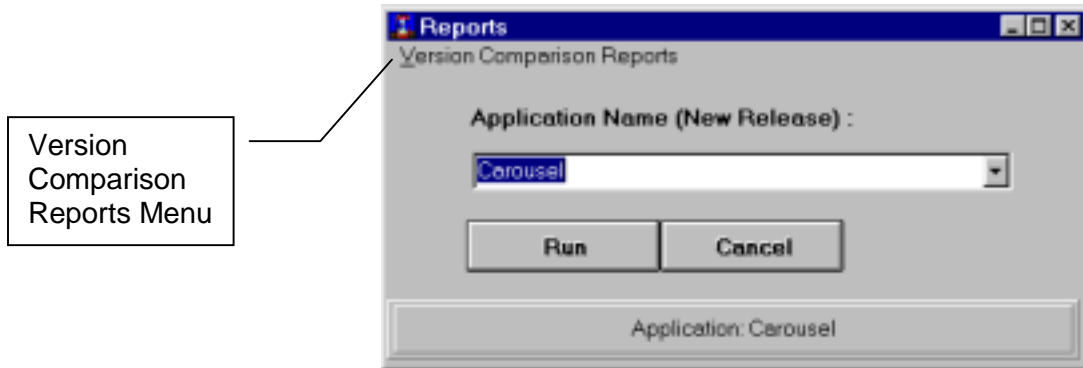 Reports
Version Comparison Reports
Version
Comparison
Reports Menu
Application Name (New Release) :
Carousel
Run Cancel
Application: Carousel